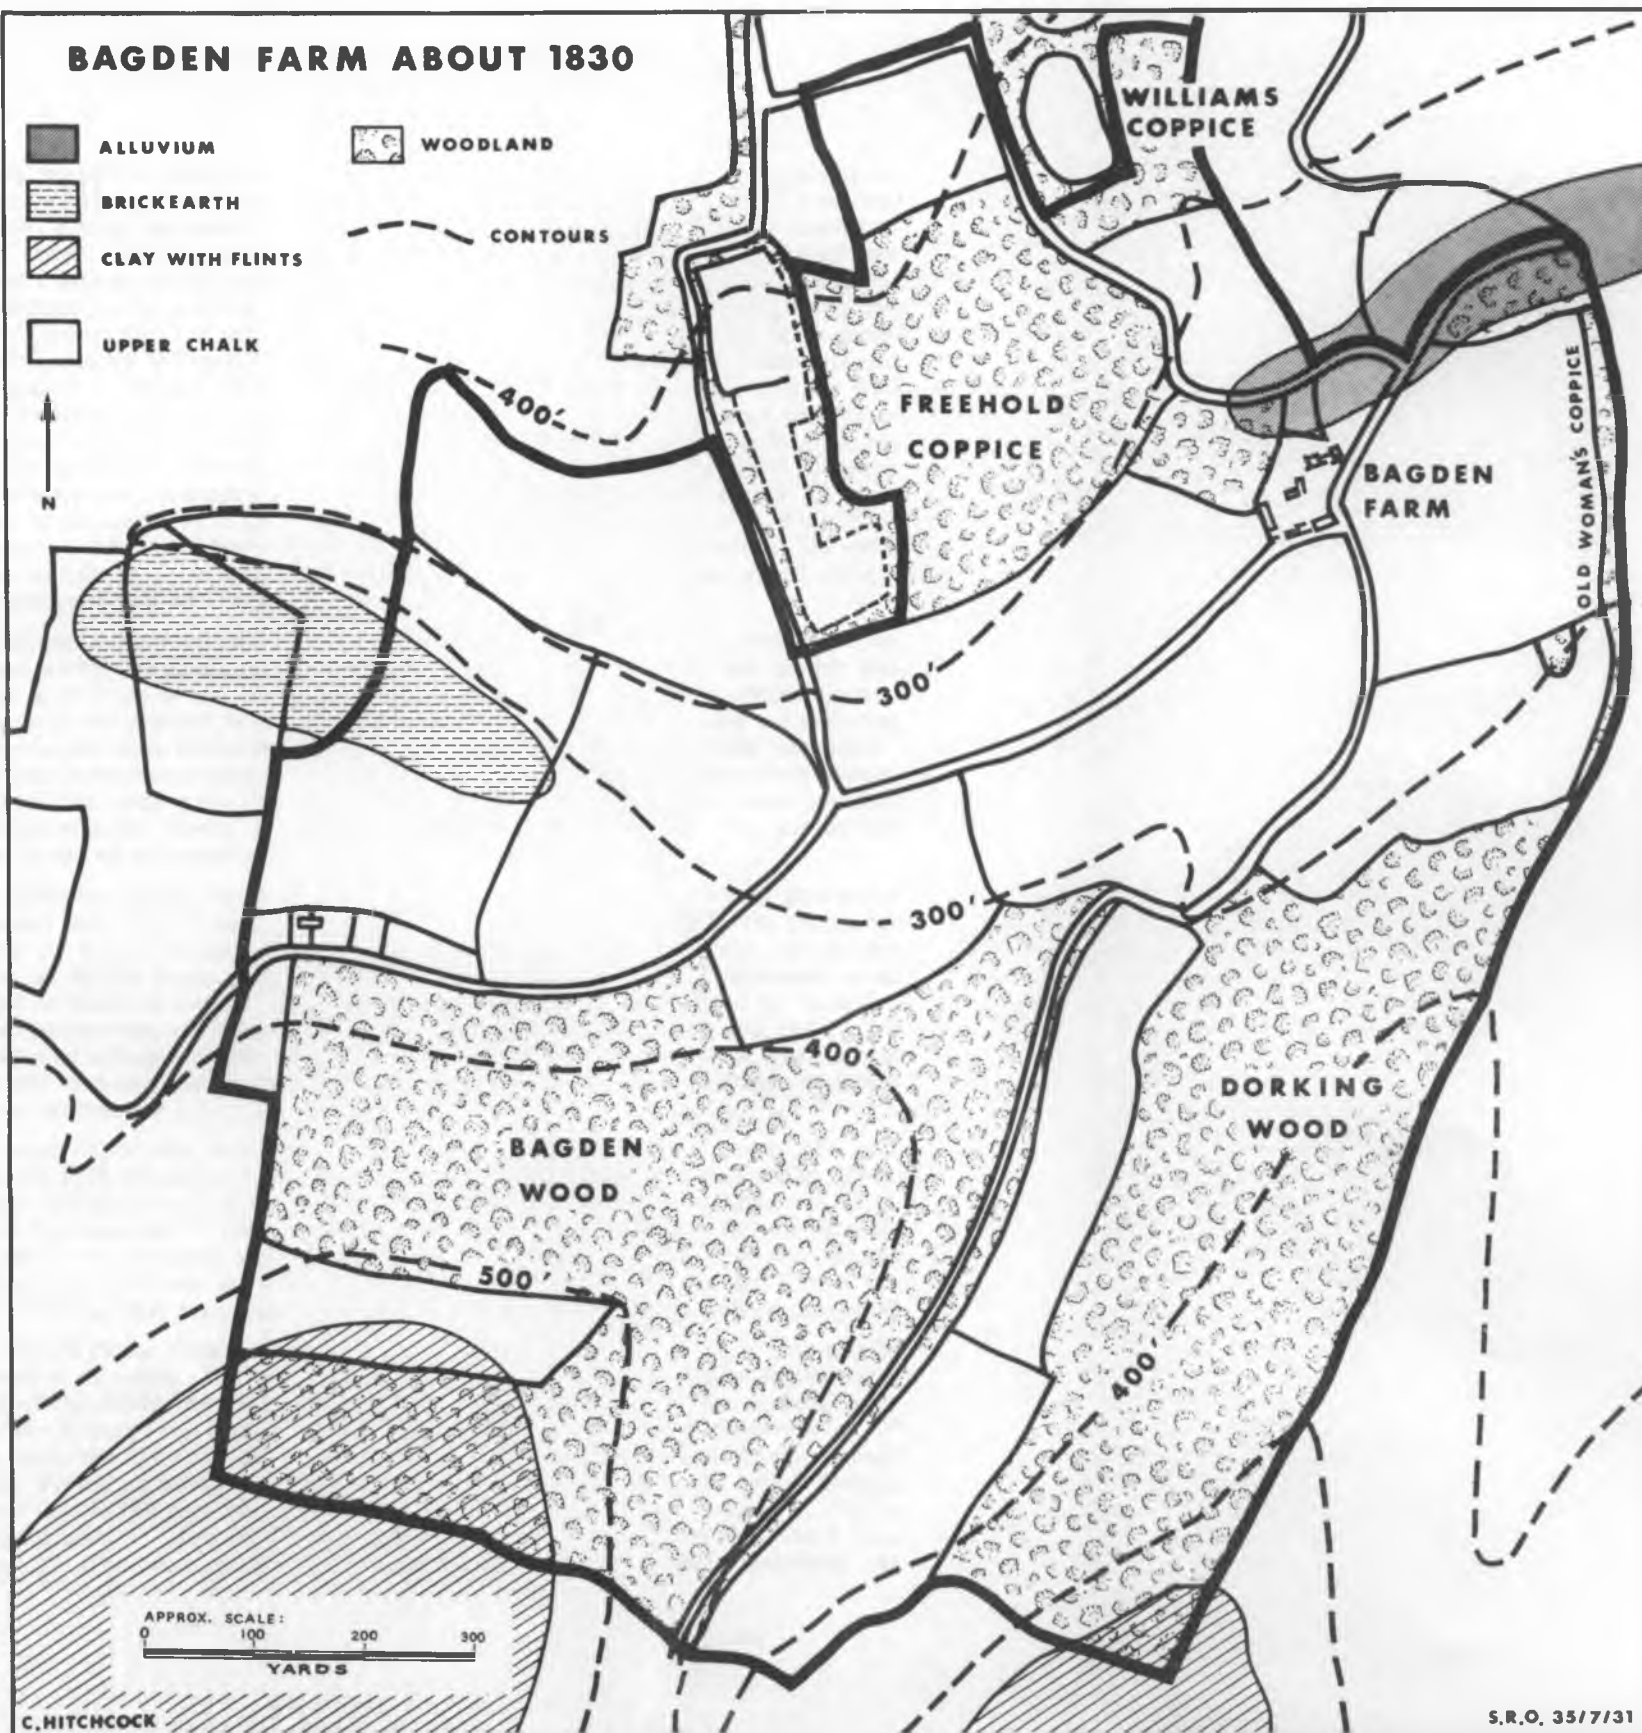 BAGDEN FARM ABOUT 1830
ALLUVIUM
WOODLAND
BRICKEARTH
CONTOURS
CLAY WITH FLINTS
UPPER CHALK
N
WILLIAMS
COPPICE
400'
FREEHOLD
COPPICE
OLD WOMAN'S COPPICE
BAGDEN
FARM
300'
300'
400'
DORKING
WOOD
BAGDEN
WOOD
500'
400'
APPROX. SCALE:
0 100 200 300
YARDS
C.HITCHCOCK
S.R.O. 35/7/31